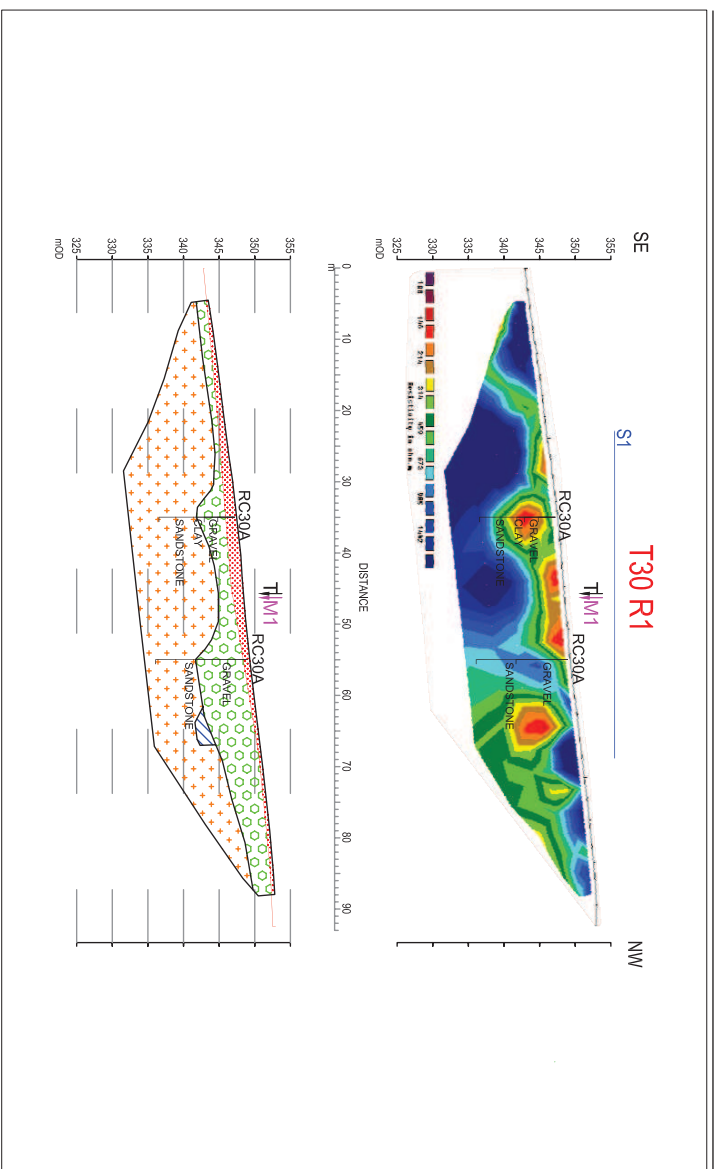 T30 R1
SE
NW
S1
355
350
345
340
335
330
325
mOD
RC30A
GRAVEL
CLAY
SANDSTONE
M1
RC30A
GRAVEL
SANDSTONE
214
459
Resistivity in ohm.m
DISTANCE
0 10 20 30 40 50 60 70 80 90
m
355
350
345
340
335
330
325
mOD
RC30A
GRAVEL
CLAY
SANDSTONE
M1
RC30A
GRAVEL
SANDSTONE